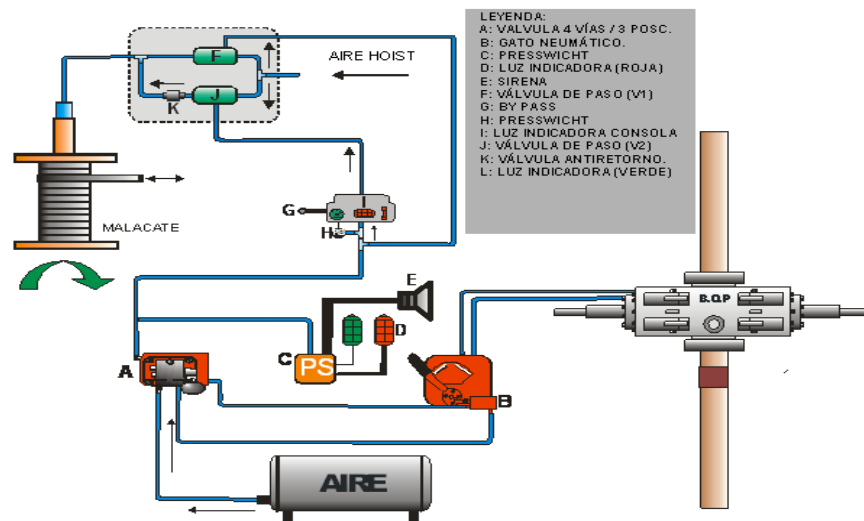 LEYENDA:
A: VALVULA 4 VÍAS / 3 POSC.
B: GATO NEUMÁTICO.
C: PRESSWICHT
D: LUZ INDICADORA (ROJA)
E: SIRENA
F: VÁLVULA DE PASO (V1)
G: BY PASS
H: PRESSWICHT
I: LUZ INDICADORA CONSOLA
J: VÁLVULA DE PASO (V2)
K: VÁLVULA ANTIRETORNO.
L: LUZ INDICADORA (VERDE)
F
AIRE HOIST
J
K
MALACATE
G
I
H
E
D
C
PS
A
B
B.O.P
AIRE